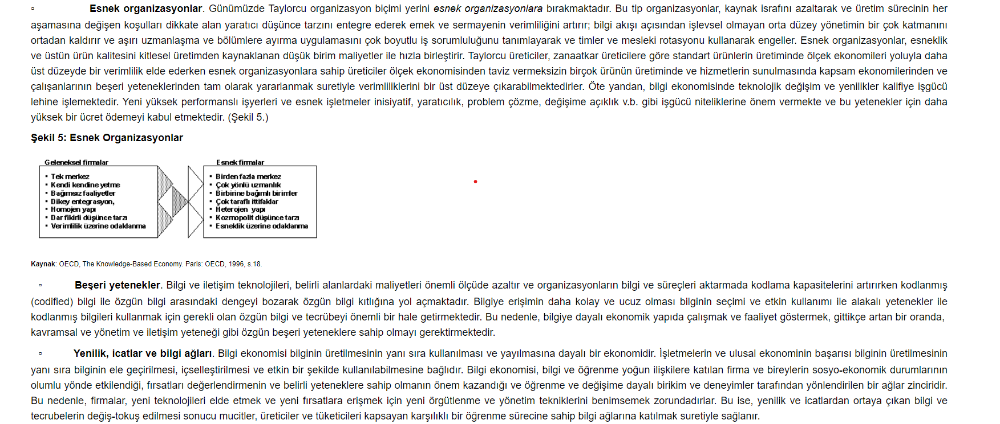 ▫ Esnek organizasyonlar. Günümüzde Taylorcu organizasyon biçimi yerini esnek organizasyonlara bırakmaktadır. Bu tip organizasyonlar, kaynak israfını azaltarak ve üretim sürecinin her
aşamasına değişen koşulları dikkate alan yaratıcı düşünce tarzını entegre ederek emek ve sermayenin verimliliğini artırır; bilgi akışı açısından işlevsel olmayan orta düzey yönetimin bir çok katmanını
ortadan kaldırır ve aşırı uzmanlaşma ve bölümlere ayırma uygulamasını çok boyutlu iş sorumluluğunu tanımlayarak ve timler ve mesleki rotasyonu kullanarak engeller. Esnek organizasyonlar, esneklik
ve üstün ürün kalitesini kitlesel üretimden kaynaklanan düşük birim maliyetler ile hızla birleştirir. Taylorcu üreticiler, zanaatkar üreticilere göre standart ürünlerin üretiminde ölçek ekonomileri yoluyla daha
üst düzeyde bir verimlilik elde ederken esnek organizasyonlara sahip üreticiler ölçek ekonomisinden taviz vermeksizin birçok ürünün üretiminde ve hizmetlerin sunulmasında kapsam ekonomilerinden ve
çalışanlarının beşeri yeteneklerinden tam olarak yararlanmak suretiyle verimliliklerini bir üst düzeye çıkarabilmektedirler. Öte yandan, bilgi ekonomisinde teknolojik değişim ve yenilikler kalifiye işgücü
lehine işlemektedir. Yeni yüksek performanslı işyerleri ve esnek işletmeler inisiyatif, yaratıcılık, problem çözme, değişime açıklık v.b. gibi işgücü niteliklerine önem vermekte ve bu yetenekler için daha
yüksek bir ücret ödemeyi kabul etmektedir. (Şekil 5.)
Şekil 5: Esnek Organizasyonlar
Geleneksel firmalar
▪ Tek merkez
▪ Kendi kendine yetme
▪ Bağımsız faaliyetler
▪ Dikey entegrasyon,
▪ Homojen yapı
▪ Dar fikirli düşünce tarzı
▪ Verimlilik üzerine odaklanma
Esnek firmalar
▪ Birden fazla merkez
▪ Çok yönlü uzmanlık
▪ Birbirine bağımlı birimler
▪ Çok taraflı ittifaklar
▪ Heterojen yapı
▪ Kozmopolit düşünce tarzı
▪ Esneklik üzerine odaklanma
Kaynak: OECD, The Knowledge-Based Economy. Paris: OECD, 1996, s.18.
▫ Beşeri yetenekler. Bilgi ve iletişim teknolojileri, belirli alanlardaki maliyetleri önemli ölçüde azaltır ve organizasyonların bilgi ve süreçleri aktarmada kodlama kapasitelerini artırırken kodlanmış
(codified) bilgi ile özgün bilgi arasındaki dengeyi bozarak özgün bilgi kıtlığına yol açmaktadır. Bilgiye erişimin daha kolay ve ucuz olması bilginin seçimi ve etkin kullanımı ile alakalı yetenekler ile
kodlanmış bilgileri kullanmak için gerekli olan özgün bilgi ve tecrübeyi önemli bir hale getirmektedir. Bu nedenle, bilgiye dayalı ekonomik yapıda çalışmak ve faaliyet göstermek, gittikçe artan bir oranda,
kavramsal ve yönetim ve iletişim yeteneği gibi özgün beşeri yeteneklere sahip olmayı gerektirmektedir.
▫ Yenilik, icatlar ve bilgi ağları. Bilgi ekonomisi bilginin üretilmesinin yanı sıra kullanılması ve yayılmasına dayalı bir ekonomidir. İşletmelerin ve ulusal ekonominin başarısı bilginin üretilmesinin
yanı sıra bilginin ele geçirilmesi, içselleştirilmesi ve etkin bir şekilde kullanılabilmesine bağlıdır. Bilgi ekonomisi, bilgi ve öğrenme yoğun ilişkilere katılan firma ve bireylerin sosyo-ekonomik durumlarının
olumlu yönde etkilendiği, fırsatları değerlendirmenin ve belirli yeteneklere sahip olmanın önem kazandığı ve öğrenme ve değişime dayalı birikim ve deneyimler tarafından yönlendirilen bir ağlar zinciridir.
Bu nedenle, firmalar, yeni teknolojileri elde etmek ve yeni fırsatlara erişmek için yeni örgütlenme ve yönetim tekniklerini benimsemek zorundadırlar. Bu ise, yenilik ve icatlardan ortaya çıkan bilgi ve
tecrubelerin değiş-tokuş edilmesi sonucu mucitler, üreticiler ve tüketicileri kapsayan karşılıklı bir öğrenme sürecine sahip bilgi ağlarına katılmak suretiyle sağlanır.